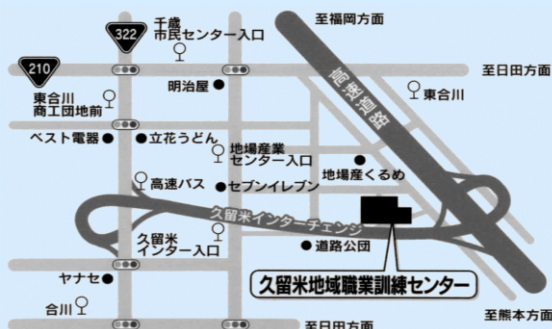 至福岡方面
322
千歳
市民センター入口
210
至日田方面
高速道路
明治屋
東合川
商工団地前
東合川
ベスト電器
立花うどん
地場産業
センター入口
地場産くるめ
高速バス
セブンイレブン
久留米インターチェンジ
久留米
インター入口
道路公団
ヤナセ
久留米地域職業訓練センター
合川
至日田方面
至熊本方面